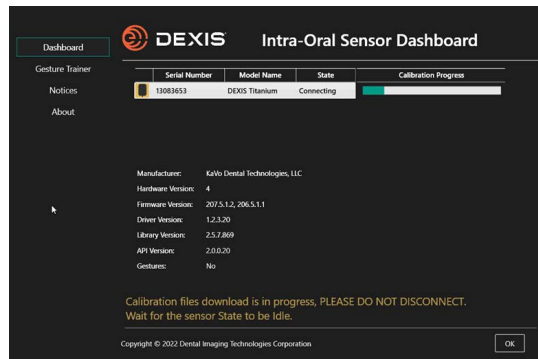 DEXIS
Intra-Oral Sensor Dashboard
Dashboard
Gesture Trainer
Notices
About
Serial Number Model Name State Calibration Progress
13083653 DEXIS Titanium Connecting
Manufacturer: KaVo Dental Technologies, LLC
Hardware Version: 4
Firmware Version: 207.5.1.2, 206.5.1.1
Driver Version: 1.2.3.20
Library Version: 2.5.7.869
API Version: 2.0.0.20
Gestures: No
Calibration files download is in progress, PLEASE DO NOT DISCONNECT.
Wait for the sensor State to be Idle.
Copyright © 2022 Dental Imaging Technologies Corporation
OK